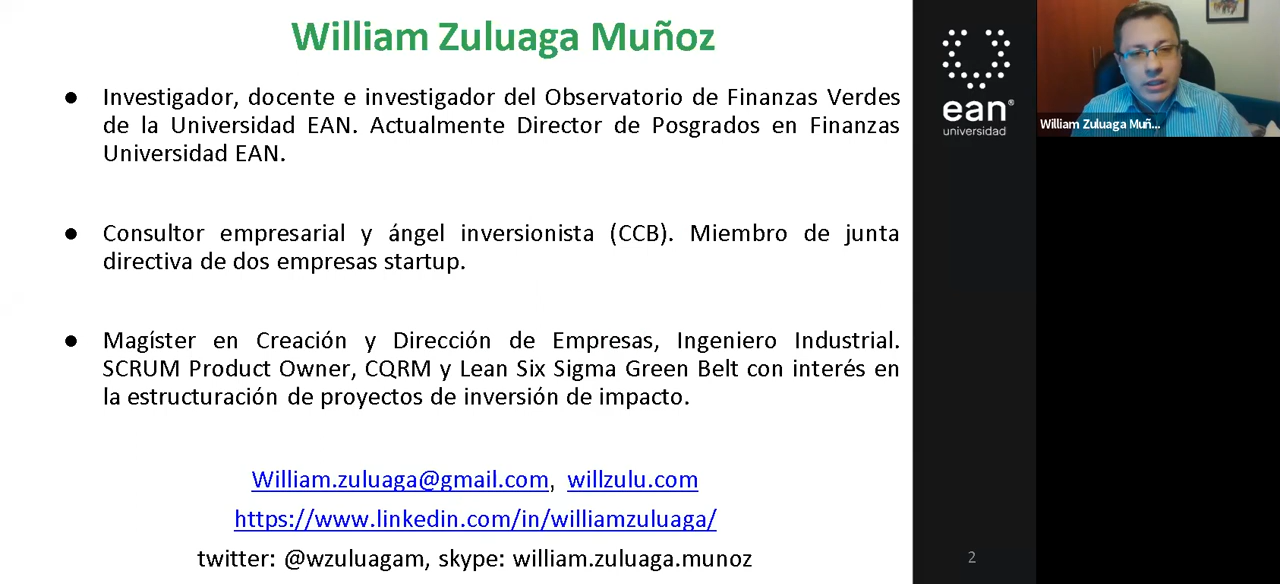 William Zuluaga Muñoz
● Investigador, docente e investigador del Observatorio de Finanzas Verdes
de la Universidad EAN. Actualmente Director de Posgrados en Finanzas
Universidad EAN.
● Consultor empresarial y ángel inversionista (CCB). Miembro de junta
directiva de dos empresas startup.
● Magíster en Creación y Dirección de Empresas, Ingeniero Industrial.
SCRUM Product Owner, CQRM y Lean Six Sigma Green Belt con interés en
la estructuración de proyectos de inversión de impacto.
William.zuluaga@gmail.com, willzulu.com
https://www.linkedin.com/in/williamzuluaga/
twitter: @wzuluagam, skype: william.zuluaga.munoz
ean®
universidad
2
William Zuluaga Muñ...